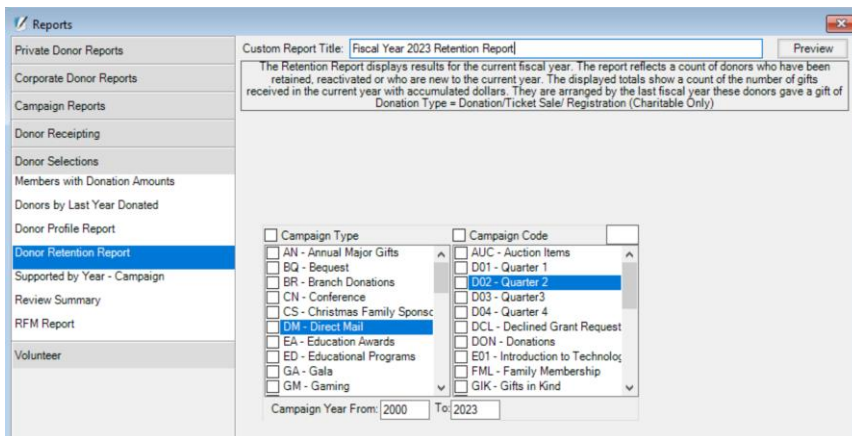 Reports
Private Donor Reports
Corporate Donor Reports
Campaign Reports
Donor Receipting
Donor Selections
Members with Donation Amounts
Donors by Last Year Donated
Donor Profile Report
Donor Retention Report
Supported by Year - Campaign
Review Summary
RFM Report
Volunteer
Custom Report Title: Fiscal Year 2023 Retention Report
Preview
The Retention Report displays results for the current fiscal year. The report reflects a count of donors who have been
retained, reactivated or who are new to the current year. The displayed totals show a count of the number of gifts
received in the current year with accumulated dollars. They are arranged by the last fiscal year these donors gave a gift of
Donation Type = Donation/Ticket Sale/ Registration (Charitable Only)
Campaign Type
AN - Annual Major Gifts
BQ - Bequest
BR - Branch Donations
CN - Conference
CS - Christmas Family Sponsc
DM - Direct Mail
EA - Education Awards
ED - Educational Programs
GA - Gala
GM - Gaming
Campaign Code
AUC - Auction Items
D01 - Quarter 1
D02 - Quarter 2
D03 - Quarter3
D04 - Quarter 4
DCL - Declined Grant Request
DON - Donations
E01 - Introduction to Technolog
FML - Family Membership
GIK - Gifts in Kind
Campaign Year From: 2000 To: 2023